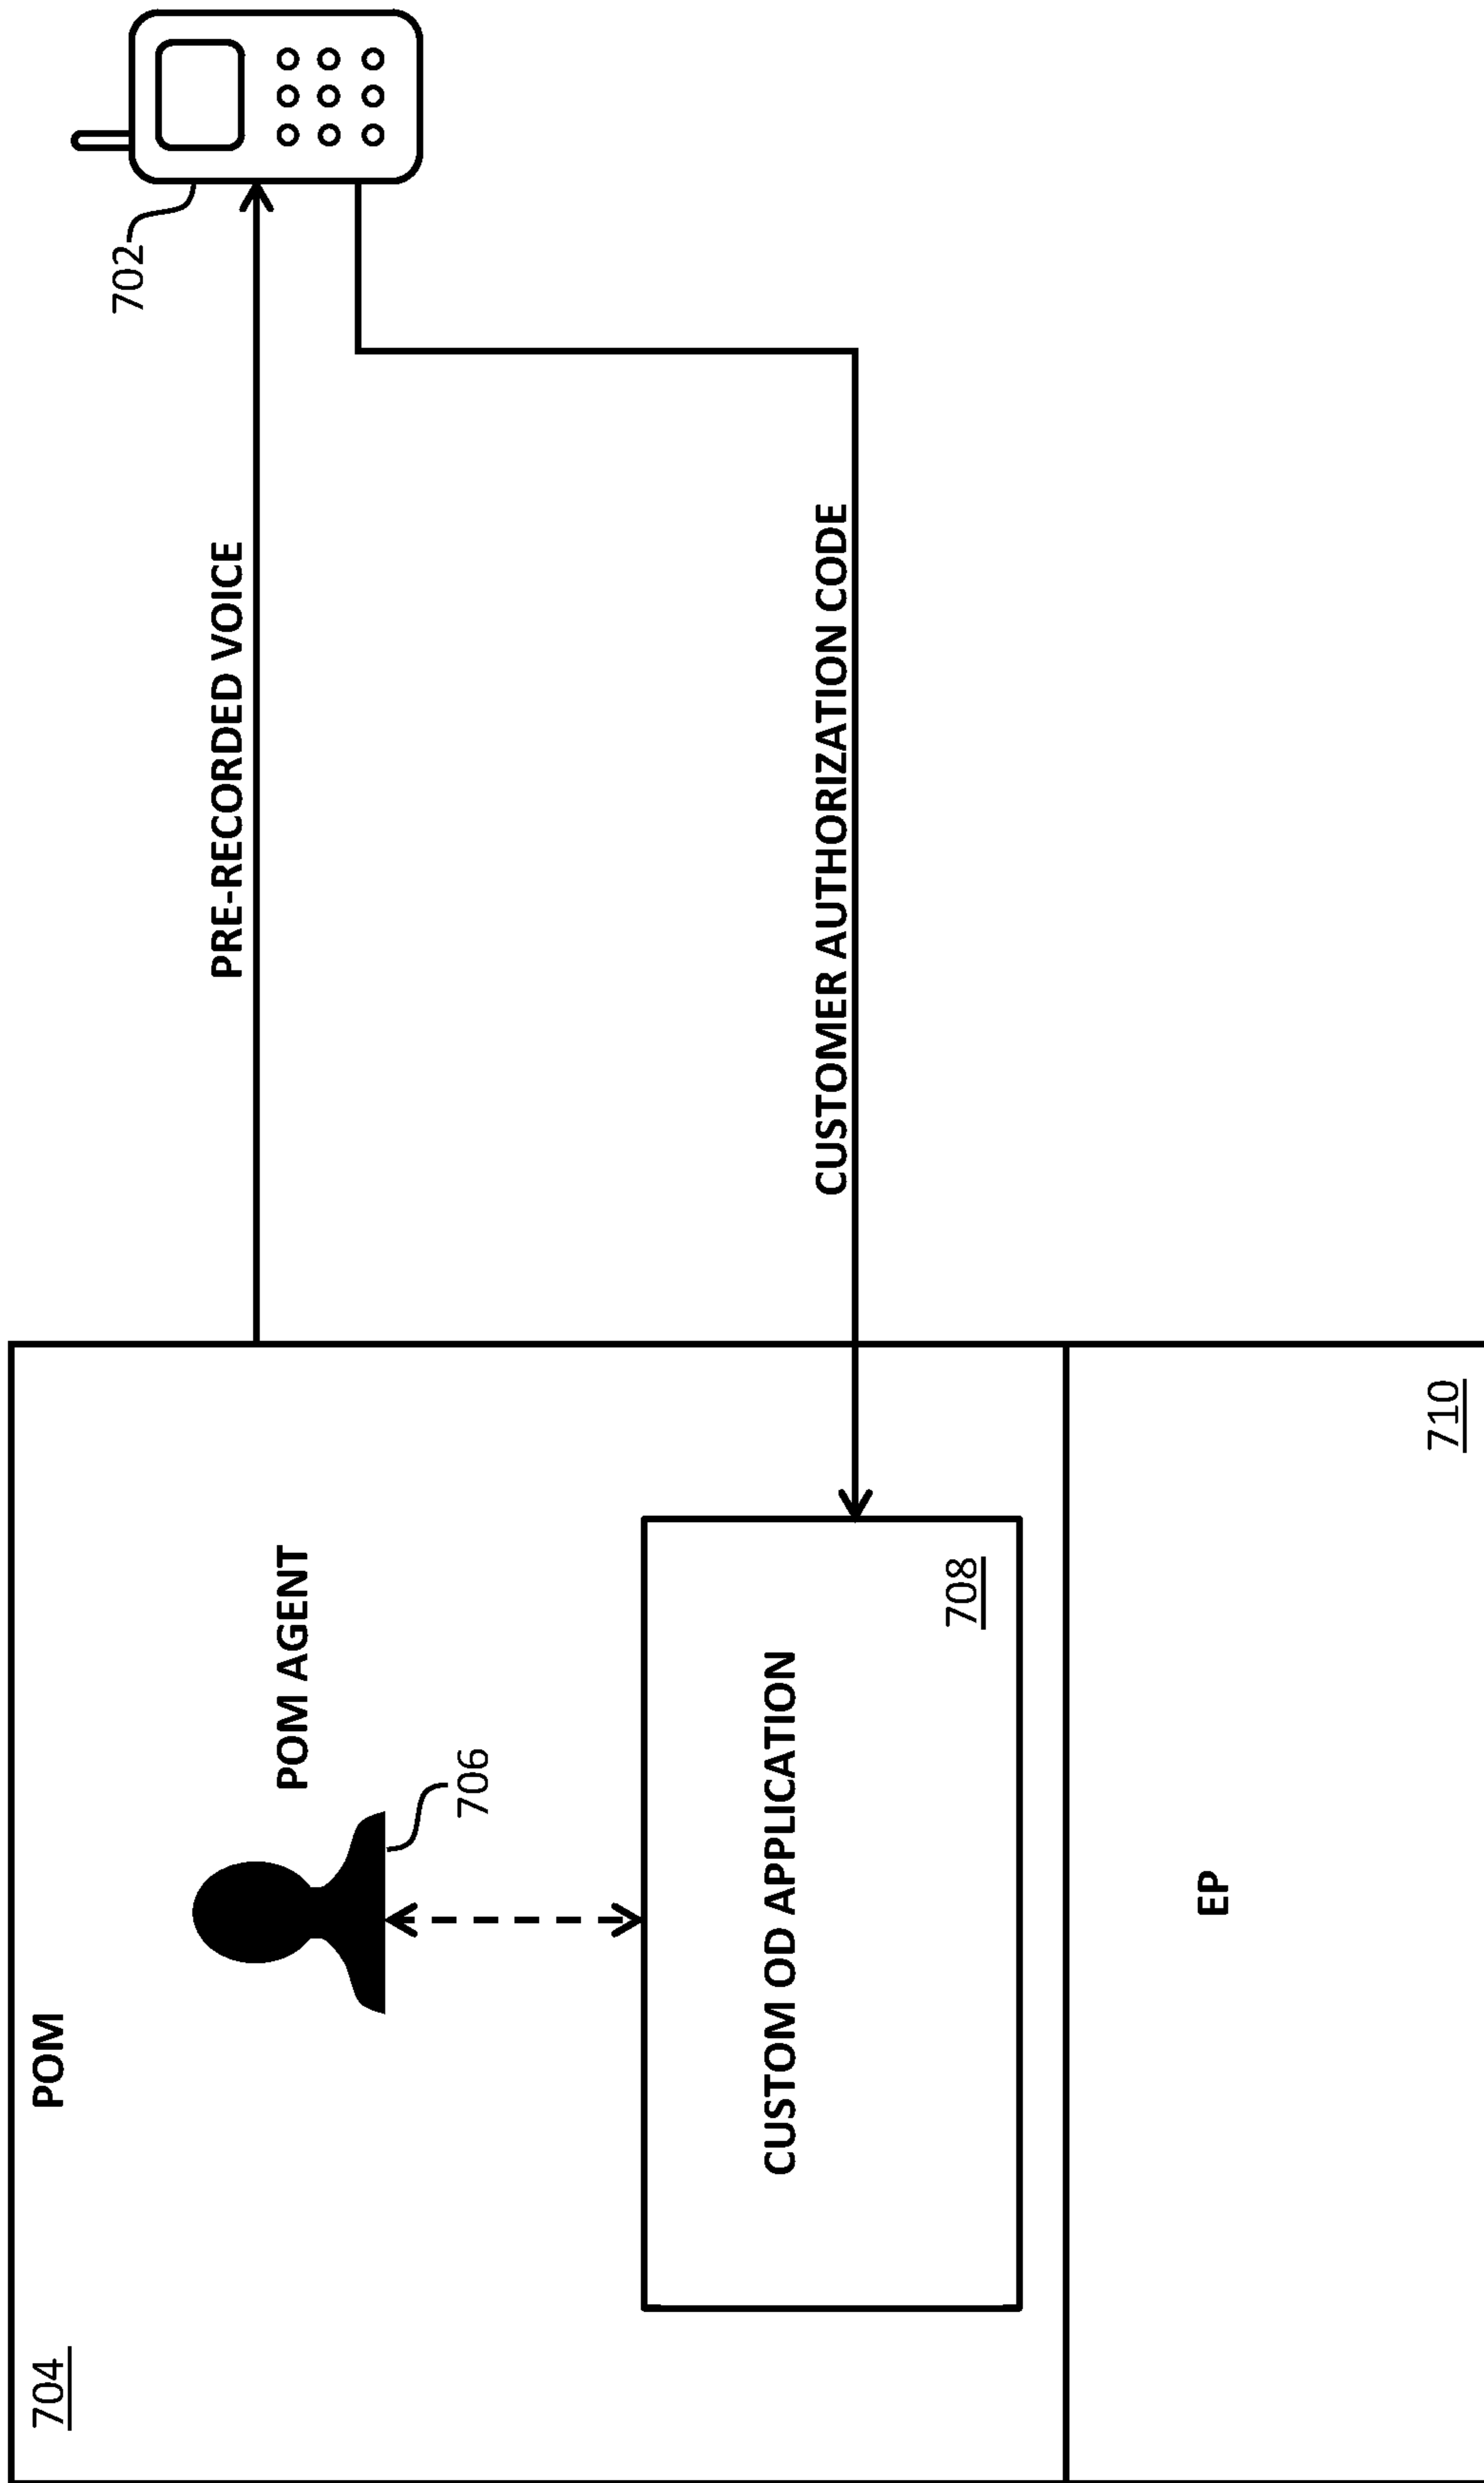 704
POM
POM AGENT
706
CUSTOM OD APPLICATION
708
EP
710
PRE-RECORDED VOICE
CUSTOMER AUTHORIZATION CODE
702